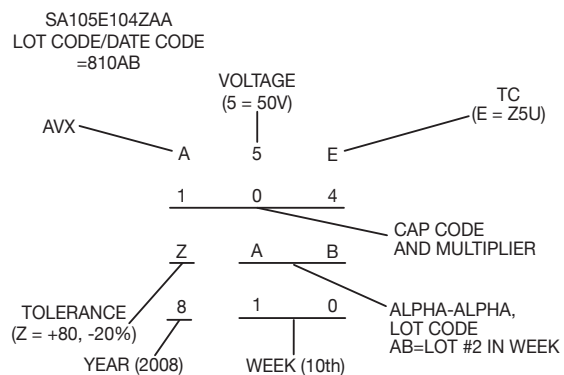 SA105E104ZAA
LOT CODE/DATE CODE
=810AB
VOLTAGE
(5 = 50V)
TC
(E = Z5U)
AVX
A 5 E
1 0 4
CAP CODE
AND MULTIPLIER
Z A B
TOLERANCE
(Z = +80, -20%)
8 1 0
ALPHA-ALPHA,
LOT CODE
AB=LOT #2 IN WEEK
YEAR (2008)
WEEK (10th)